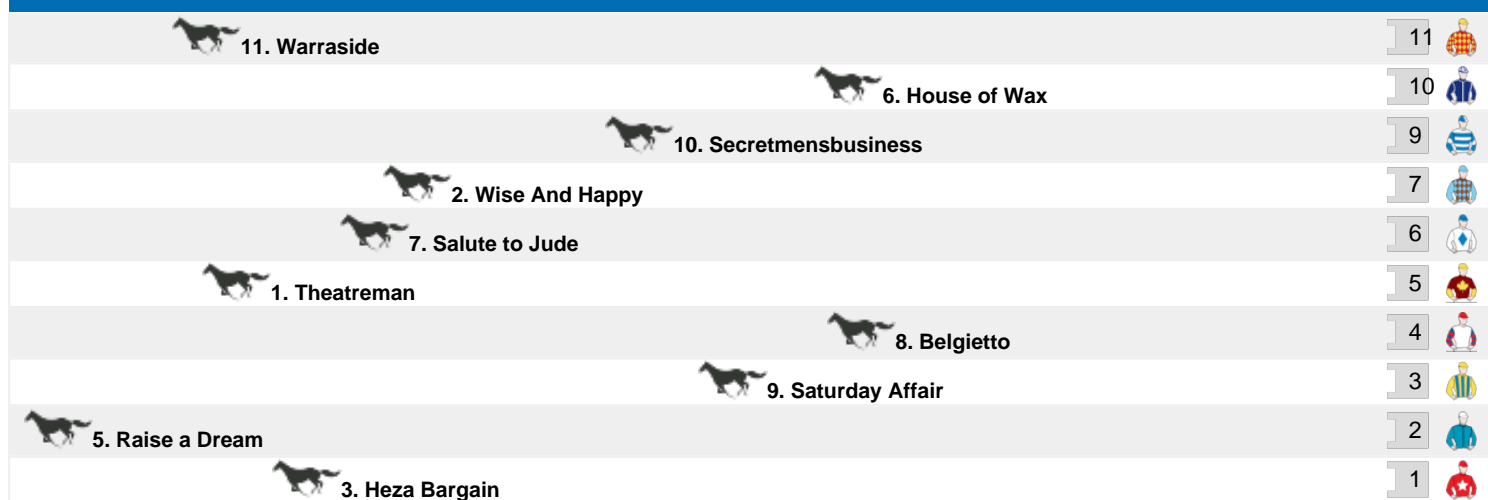 11. Warraside 11
6. House of Wax 10
10. Secretmensbusiness 9
2. Wise And Happy 7
7. Salute to Jude 6
1. Theatreman 5
8. Belgietto 4
9. Saturday Affair 3
5. Raise a Dream 2
3. Heza Bargain 1